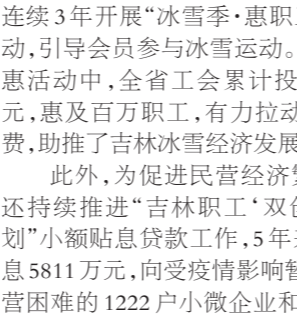 连续3年开展“冰雪季·惠职工
动,引导会员参与冰雪运动。
惠活动中,全省工会累计投
元,惠及百万职工,有力拉动
费,助推了吉林冰雪经济发展
此外,为促进民营经济
还持续推进“吉林职工‘双创
划”小额贴息贷款工作,5年
息5811万元,向受疫情影响暂
营困难的1222户小微企业和